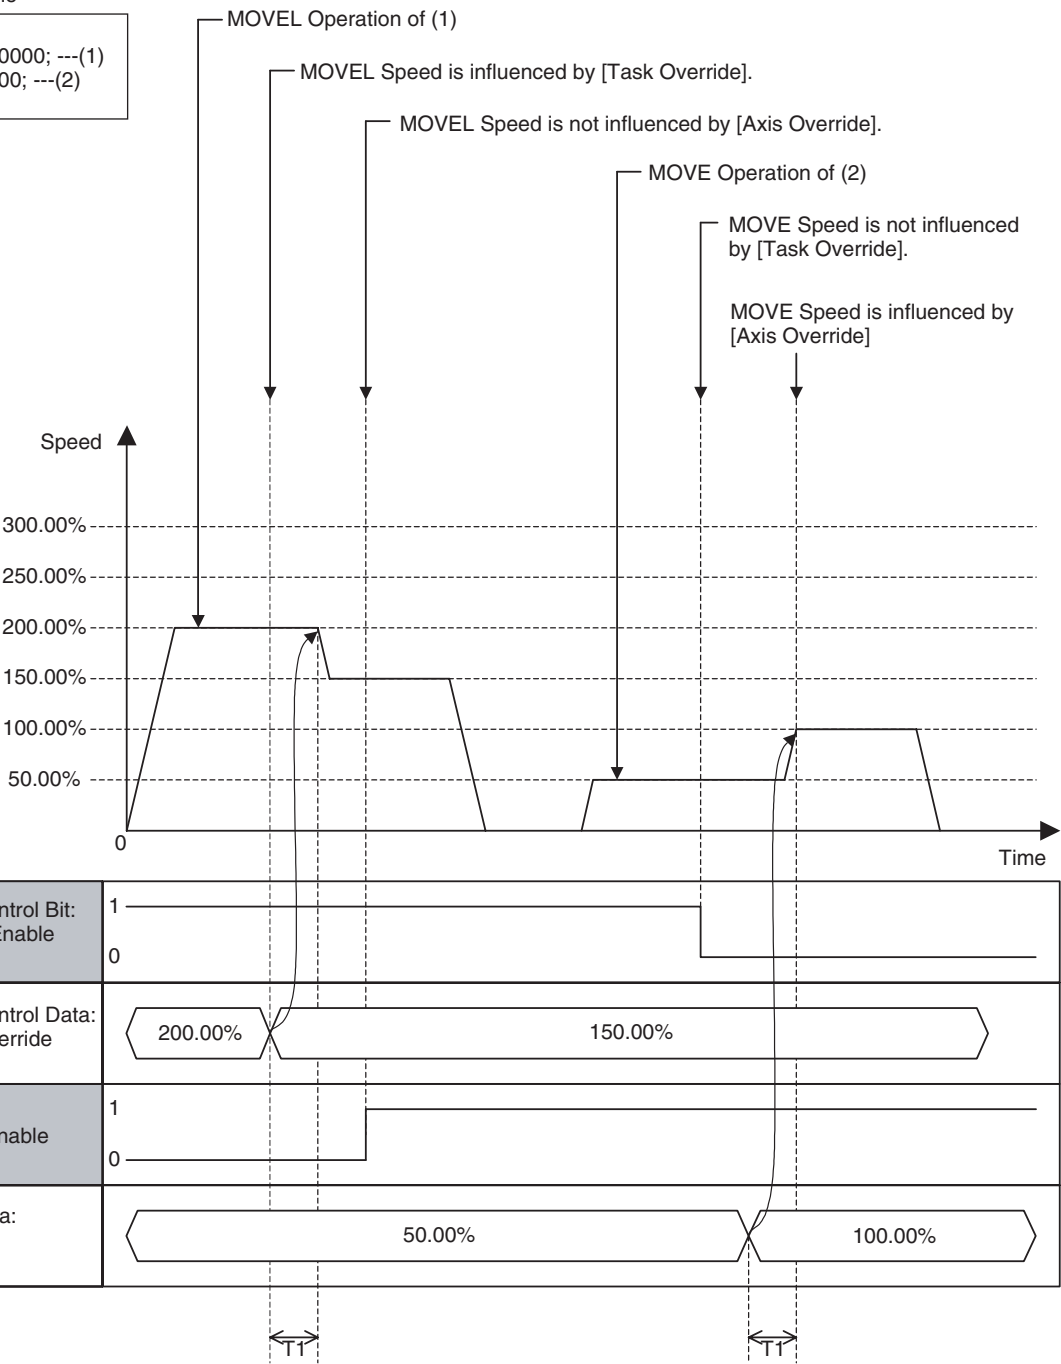 0000; ---(1)
00; ---(2)
MOVEL Operation of (1)
MOVEL Speed is influenced by [Task Override].
MOVEL Speed is not influenced by [Axis Override].
MOVE Operation of (2)
MOVE Speed is not influenced
by [Task Override].
MOVE Speed is influenced by
[Axis Override]
Speed
300.00%
250.00%
200.00%
150.00%
100.00%
50.00%
0
Time
ntrol Bit:
Enable
1
0
ntrol Data:
erride
200.00%
150.00%
nable
1
0
a:
50.00%
100.00%
T1
T1